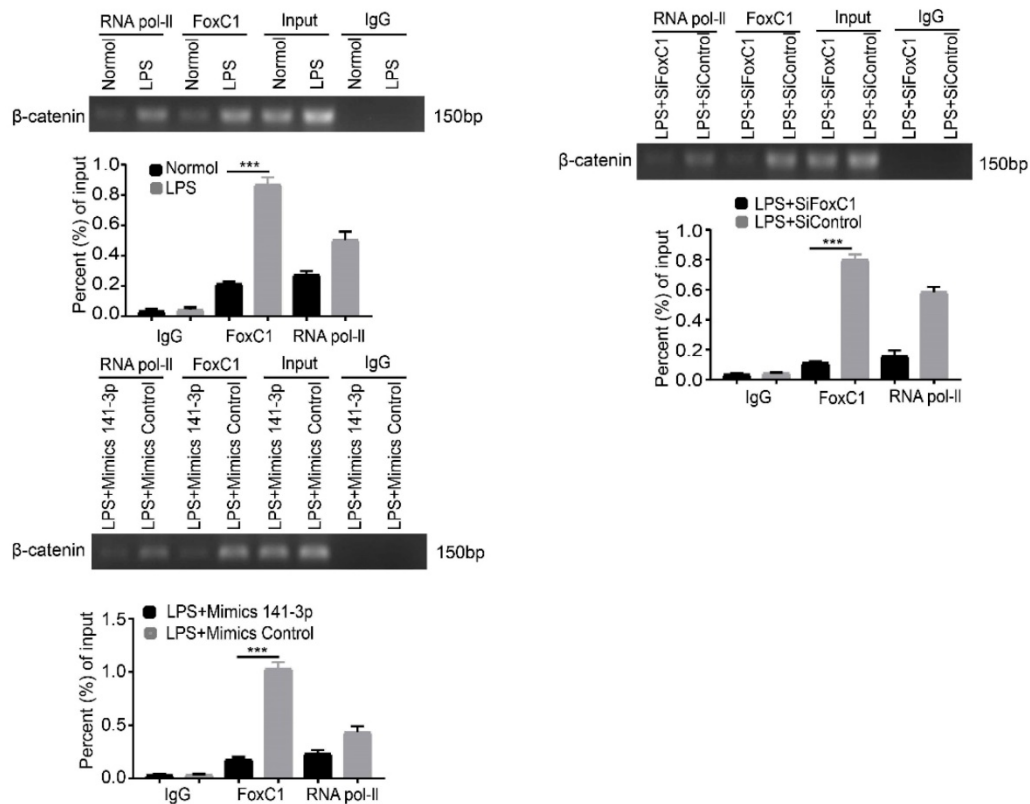 RNA pol-II FoxC1 Input IgG
Normol LPS Normol LPS Normol LPS Normol LPS
β-catenin 150bp
Normol
LPS
***
Percent (%) of input
1.0
0.8
0.6
0.4
0.2
0.0
IgG FoxC1 RNA pol-II
RNA pol-II FoxC1 Input IgG
LPS+SiFoxC1 LPS+SiControl LPS+SiFoxC1 LPS+SiControl LPS+SiFoxC1 LPS+SiControl LPS+SiFoxC1 LPS+SiControl
β-catenin 150bp
LPS+SiFoxC1
LPS+SiControl
***
Percent (%) of input
1.0
0.8
0.6
0.4
0.2
0.0
IgG FoxC1 RNA pol-II
RNA pol-II FoxC1 Input IgG
LPS+Mimics 141-3p LPS+Mimics Control LPS+Mimics 141-3p LPS+Mimics Control LPS+Mimics 141-3p LPS+Mimics Control LPS+Mimics 141-3p LPS+Mimics Control
β-catenin 150bp
LPS+Mimics 141-3p
LPS+Mimics Control
***
Percent (%) of input
1.5
1.0
0.5
0.0
IgG FoxC1 RNA pol-II